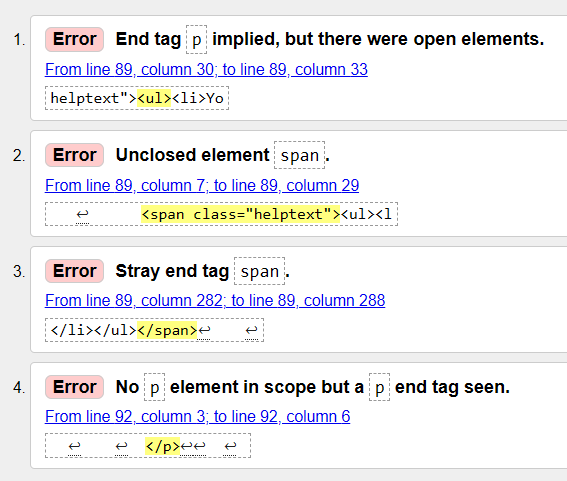 1. Error End tag p implied, but there were open elements.
From line 89, column 30; to line 89, column 33
helptext"><ul><li>Yo
2. Error Unclosed element span.
From line 89, column 7; to line 89, column 29
↩ <span class="helptext"><ul><l
3. Error Stray end tag span.
From line 89, column 282; to line 89, column 288
</li></ul></span>↩ ↩
4. Error No p element in scope but a p end tag seen.
From line 92, column 3; to line 92, column 6
↩ ↩ </p>↩↩ ↩